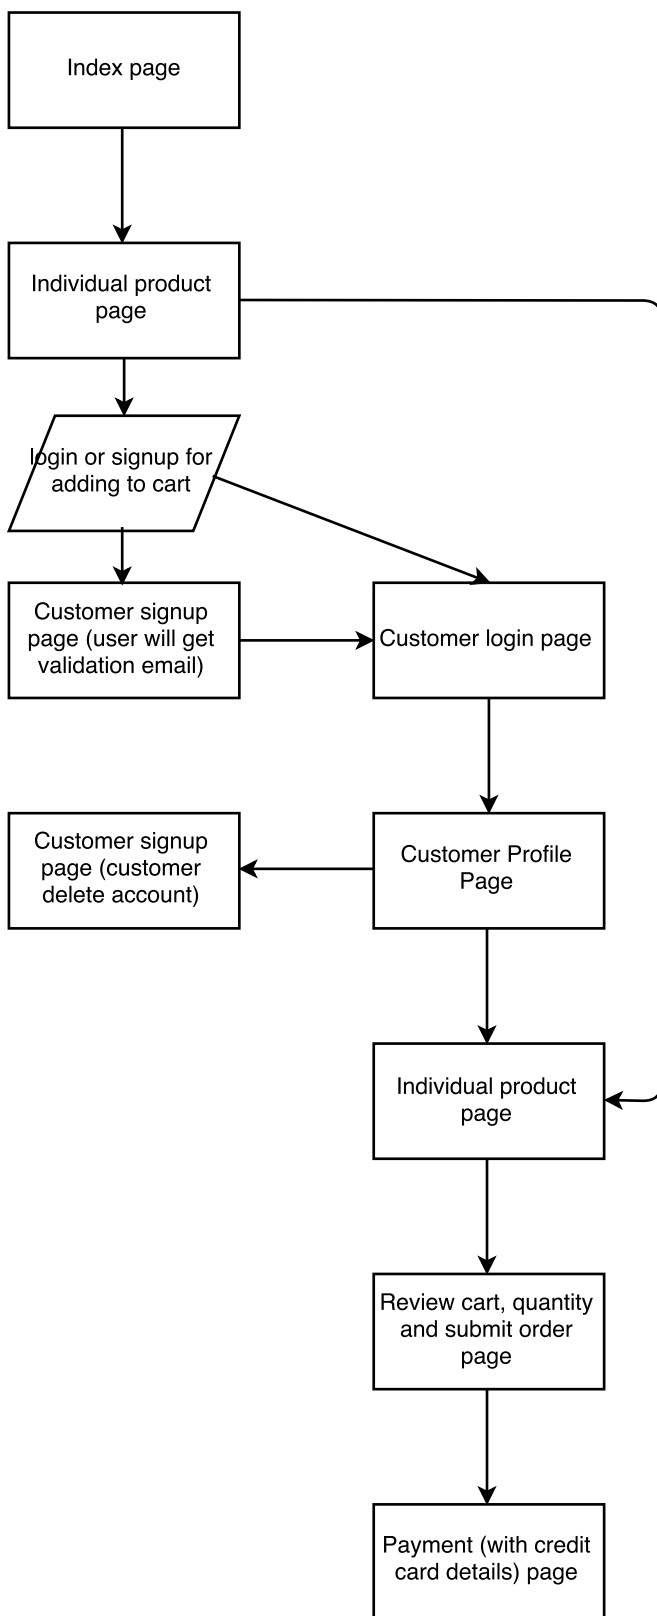 Index page
Individual product
page
login or signup for
adding to cart
Customer signup
page (user will get
validation email)
Customer login page
Customer signup
page (customer
delete account)
Customer Profile
Page
Individual product
page
Review cart, quantity
and submit order
page
Payment (with credit
card details) page